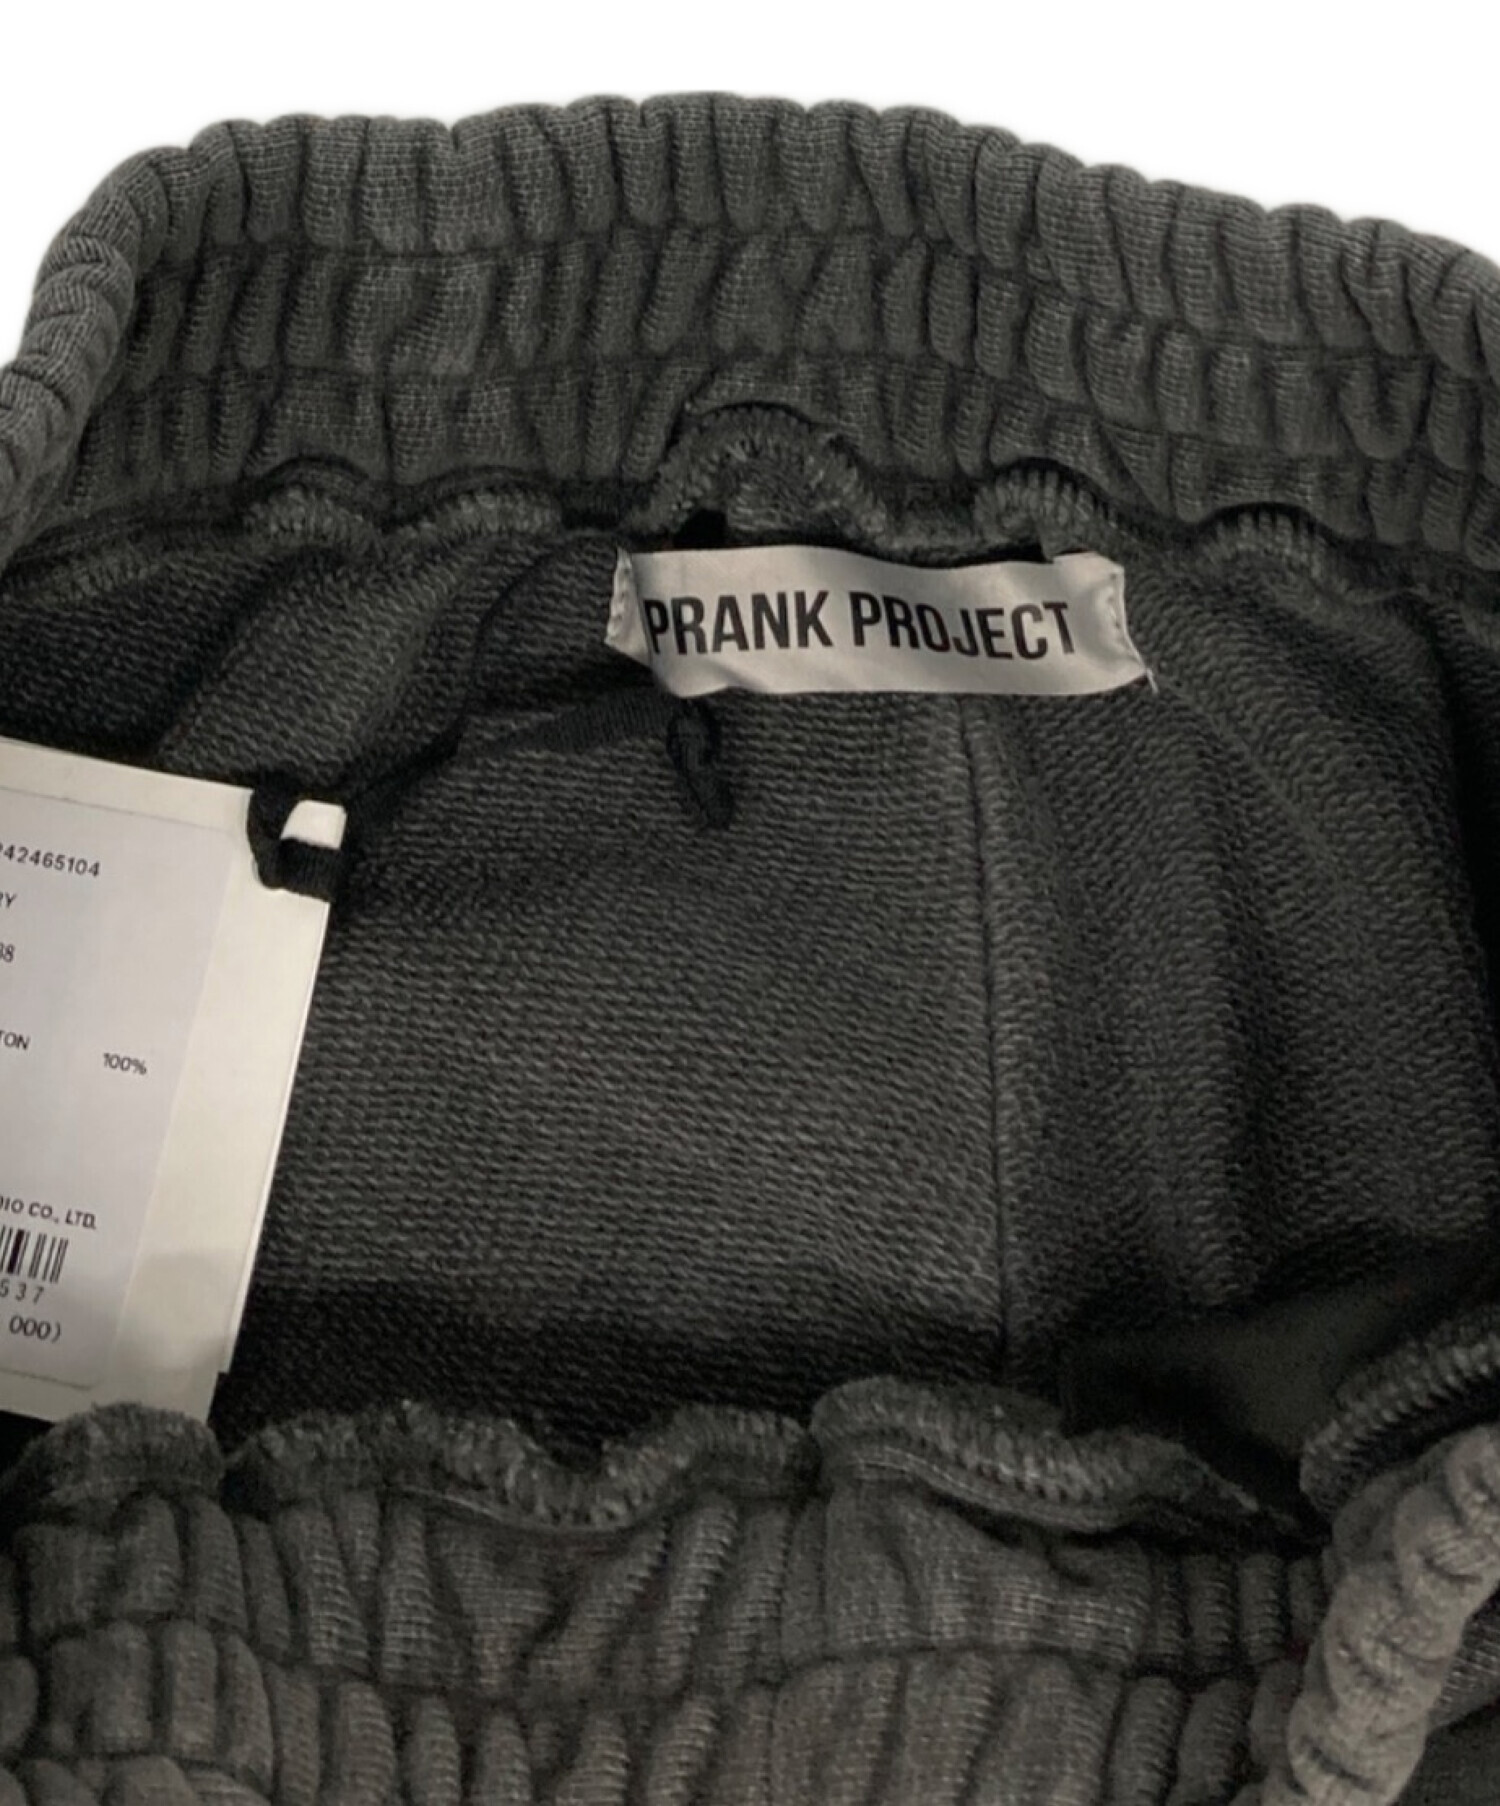 PRANK PROJECT
242465104
RY
38
TON 100%
DIO CO., LTD.
537
000)